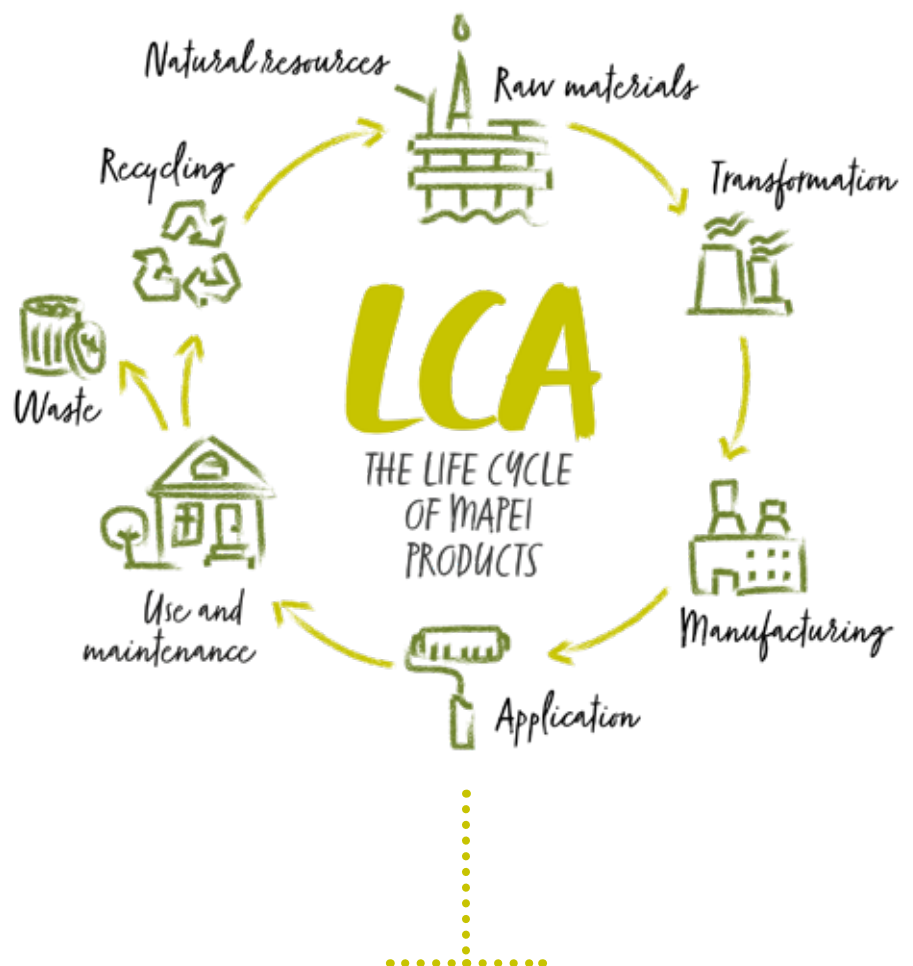 Natural resources
Raw materials
Recycling
Transformation
Waste
LCA
THE LIFE CYCLE
OF MAPEI
PRODUCTS
Use and
maintenance
Manufacturing
Application